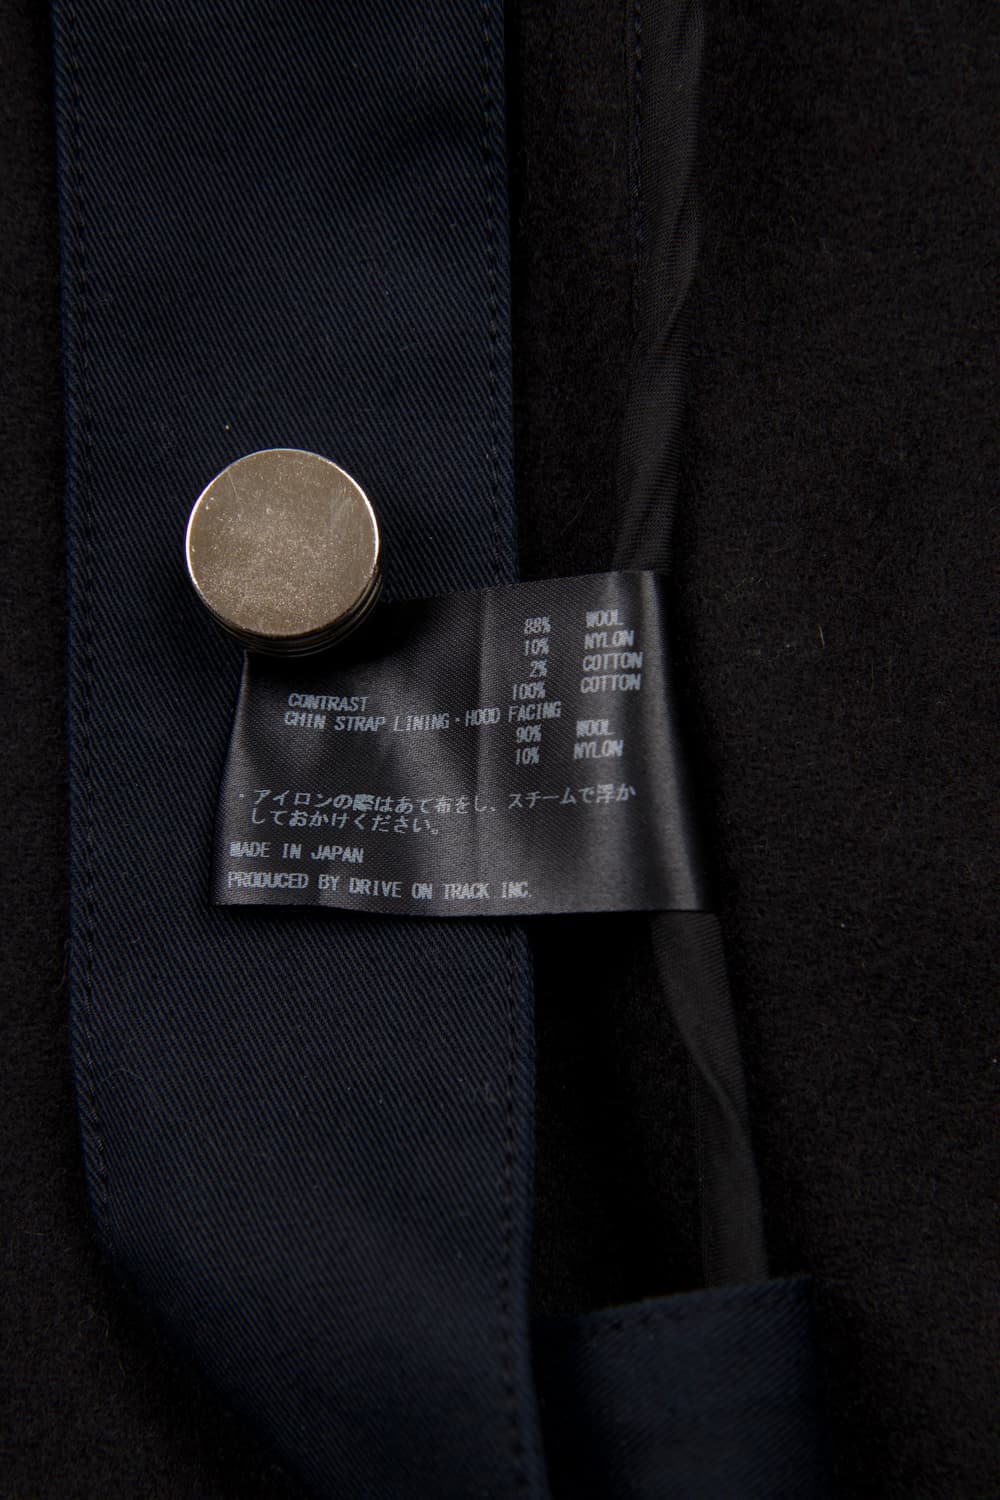 88% WOOL
10% NYLON
2% COTTON
CONTRAST 100% COTTON
CHIN STRAP LINING・HOOD FACING
90% WOOL
10% NYLON
・アイロンの際はあて布をし、スチームで浮か
しておかけください。
MADE IN JAPAN
PRODUCED BY DRIVE ON TRACK INC.